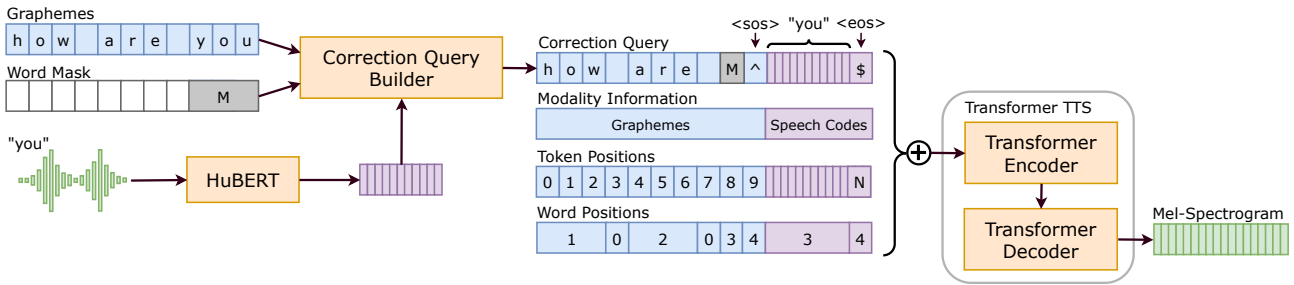 Graphemes
h o w a r e y o u
Word Mask
M
"you"
HuBERT
Correction Query
Builder
<sos> "you" <eos>
Correction Query
h o w a r e M ^ $
Modality Information
Graphemes Speech Codes
Token Positions
0 1 2 3 4 5 6 7 8 9 N
Word Positions
1 0 2 0 3 4 3 4
Transformer TTS
Transformer
Encoder
Transformer
Decoder
Mel-Spectrogram